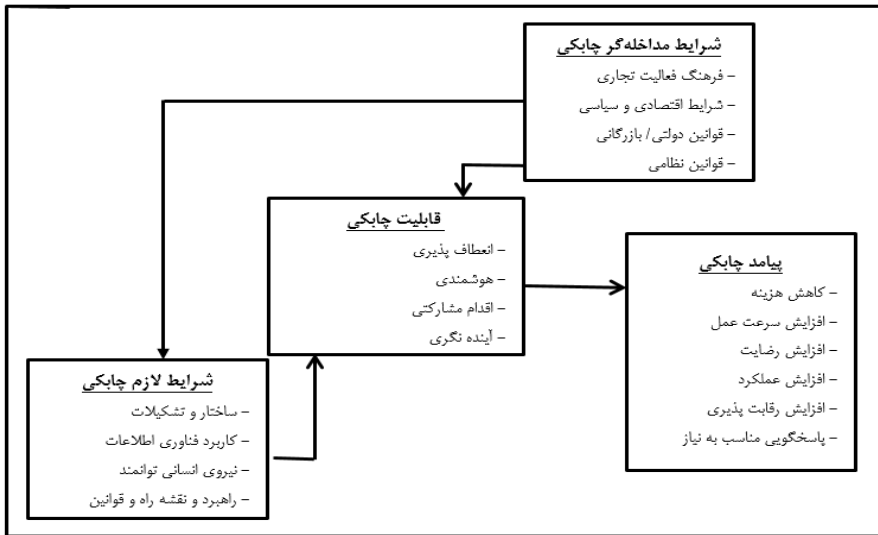 شرایط مداخله‌گر چابکی
– فرهنگ فعالیت تجاری
– شرایط اقتصادی و سیاسی
– قوانین دولتی/ بازرگانی
– قوانین نظامی
قابلیت چابکی
– انعطاف پذیری
– هوشمندی
– اقدام مشارکتی
– آینده نگری
پیامد چابکی
– کاهش هزینه
– افزایش سرعت عمل
– افزایش رضایت
– افزایش عملکرد
– افزایش رقابت پذیری
– پاسخگویی مناسب به نیاز
شرایط لازم چابکی
– ساختار و تشکیلات
– کاربرد فناوری اطلاعات
– نیروی انسانی توانمند
– راهبرد و نقشه راه و قوانین